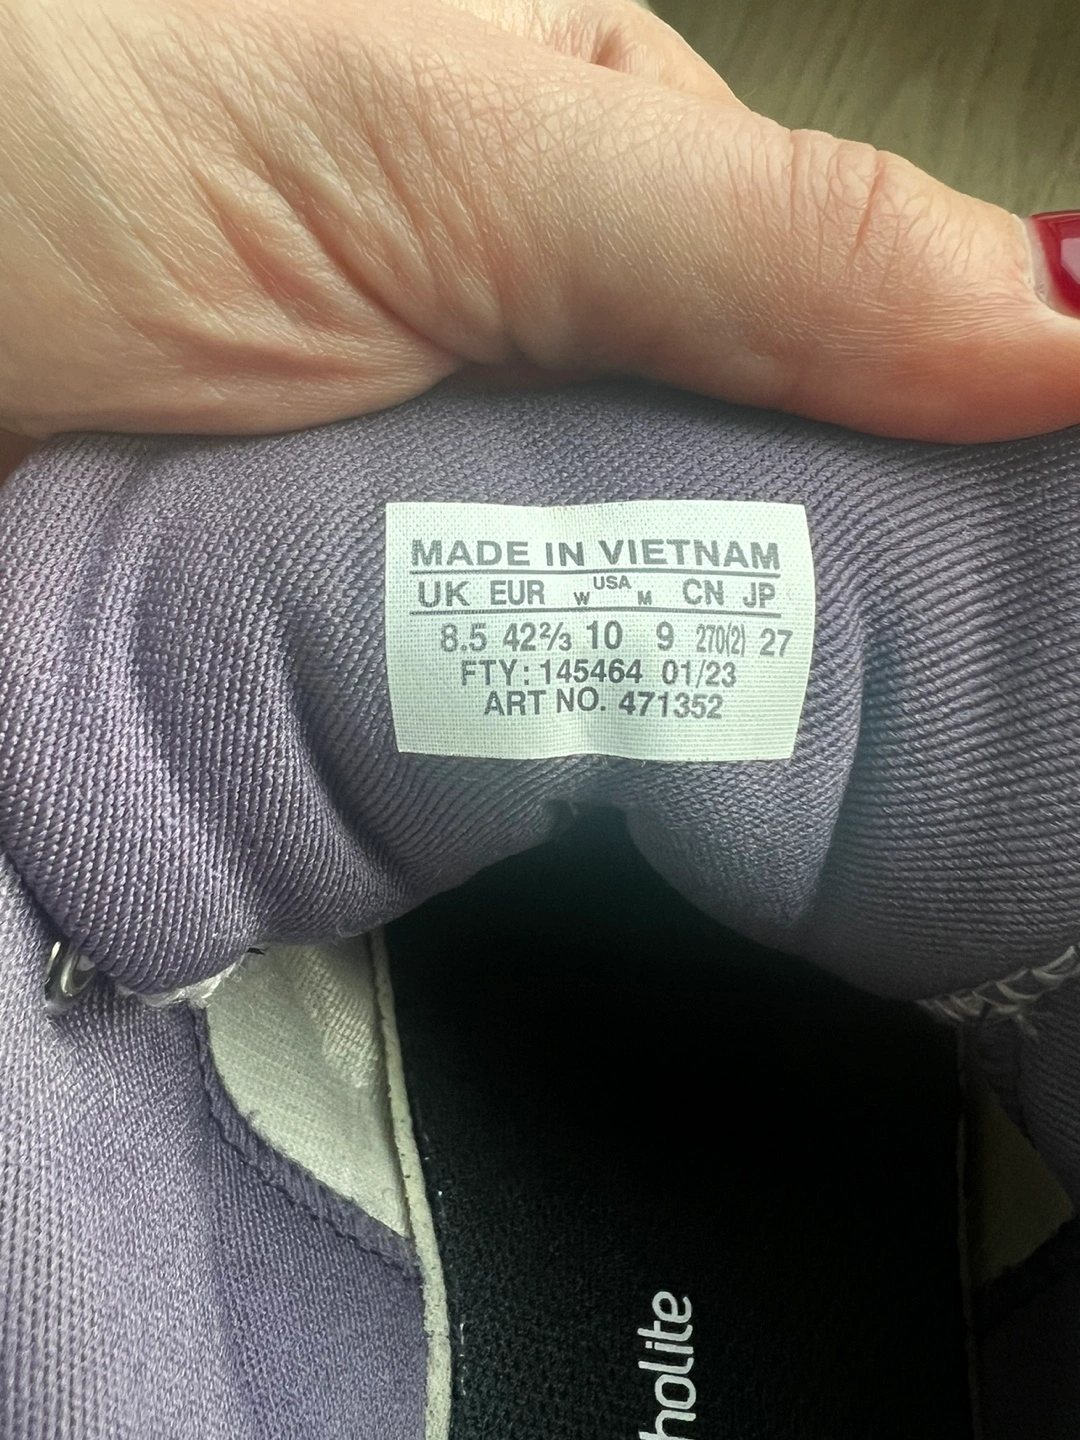 MADE IN VIETNAM
UK EUR W USA M CN JP
8.5 42⅔ 10 9 270(2) 27
FTY: 145464 01/23
ART NO. 471352
holite